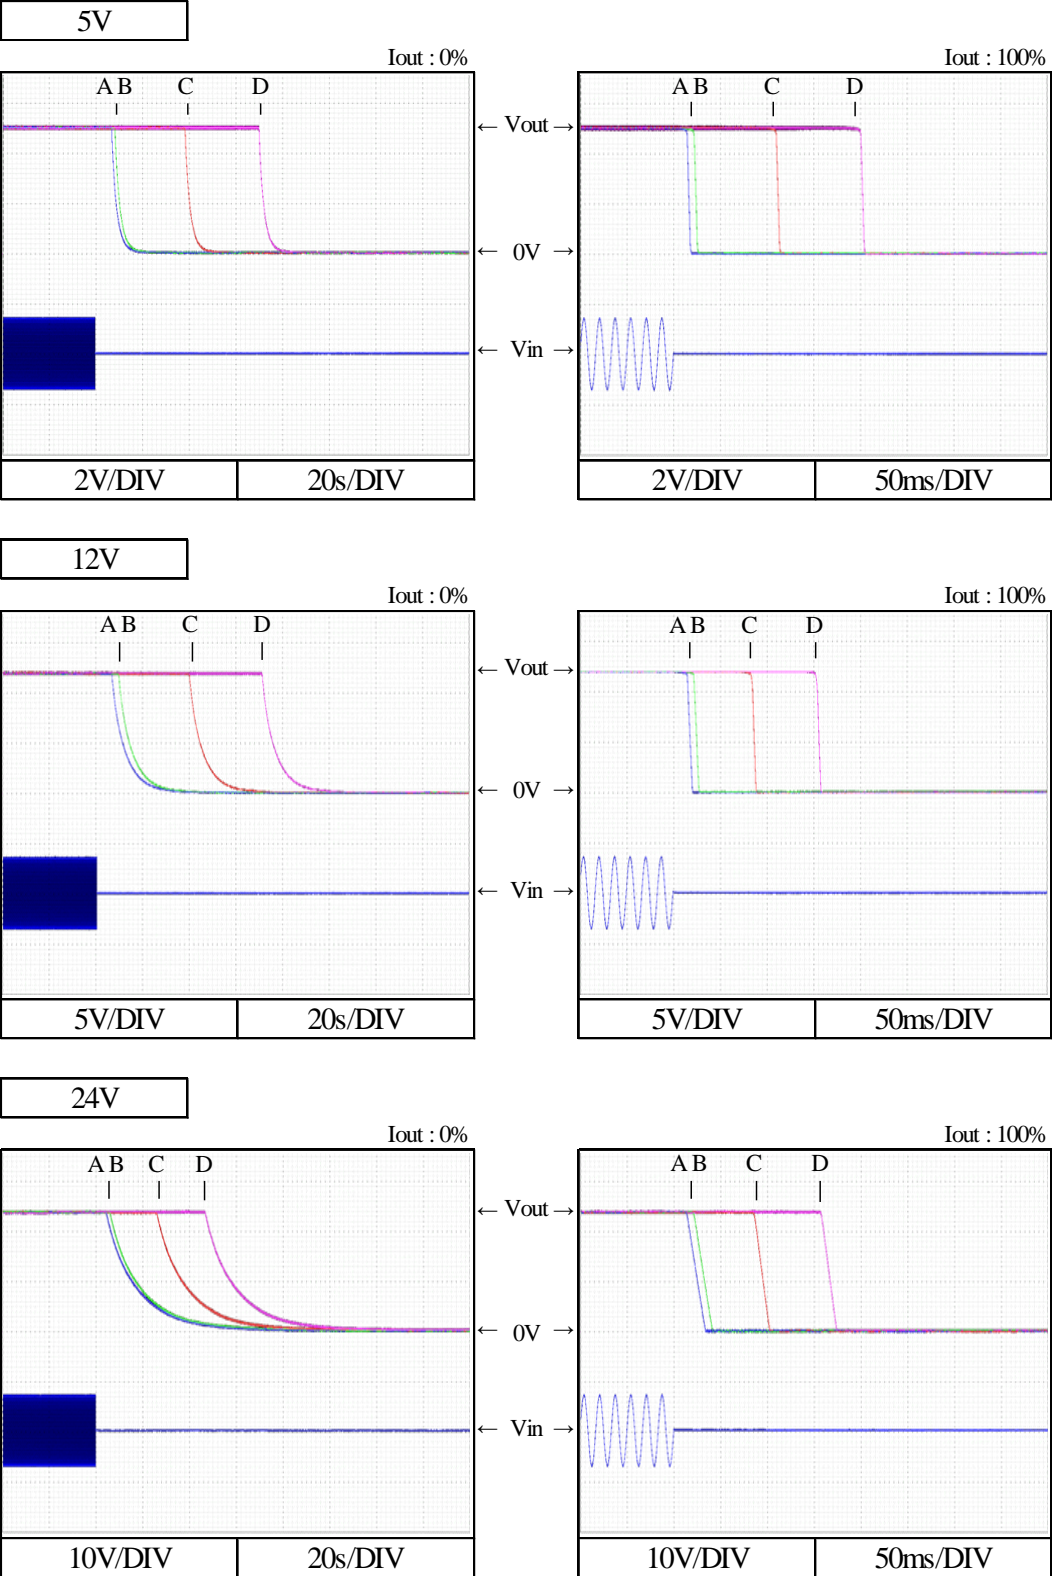 5V
Iout : 0%
Iout : 100%
A B C D
A B C D
← Vout →
← 0V →
← Vin →
2V/DIV 20s/DIV
2V/DIV 50ms/DIV
12V
Iout : 0%
Iout : 100%
A B C D
A B C D
← Vout →
← 0V →
← Vin →
5V/DIV 20s/DIV
5V/DIV 50ms/DIV
24V
Iout : 0%
Iout : 100%
A B C D
A B C D
← Vout →
← 0V →
← Vin →
10V/DIV 20s/DIV
10V/DIV 50ms/DIV